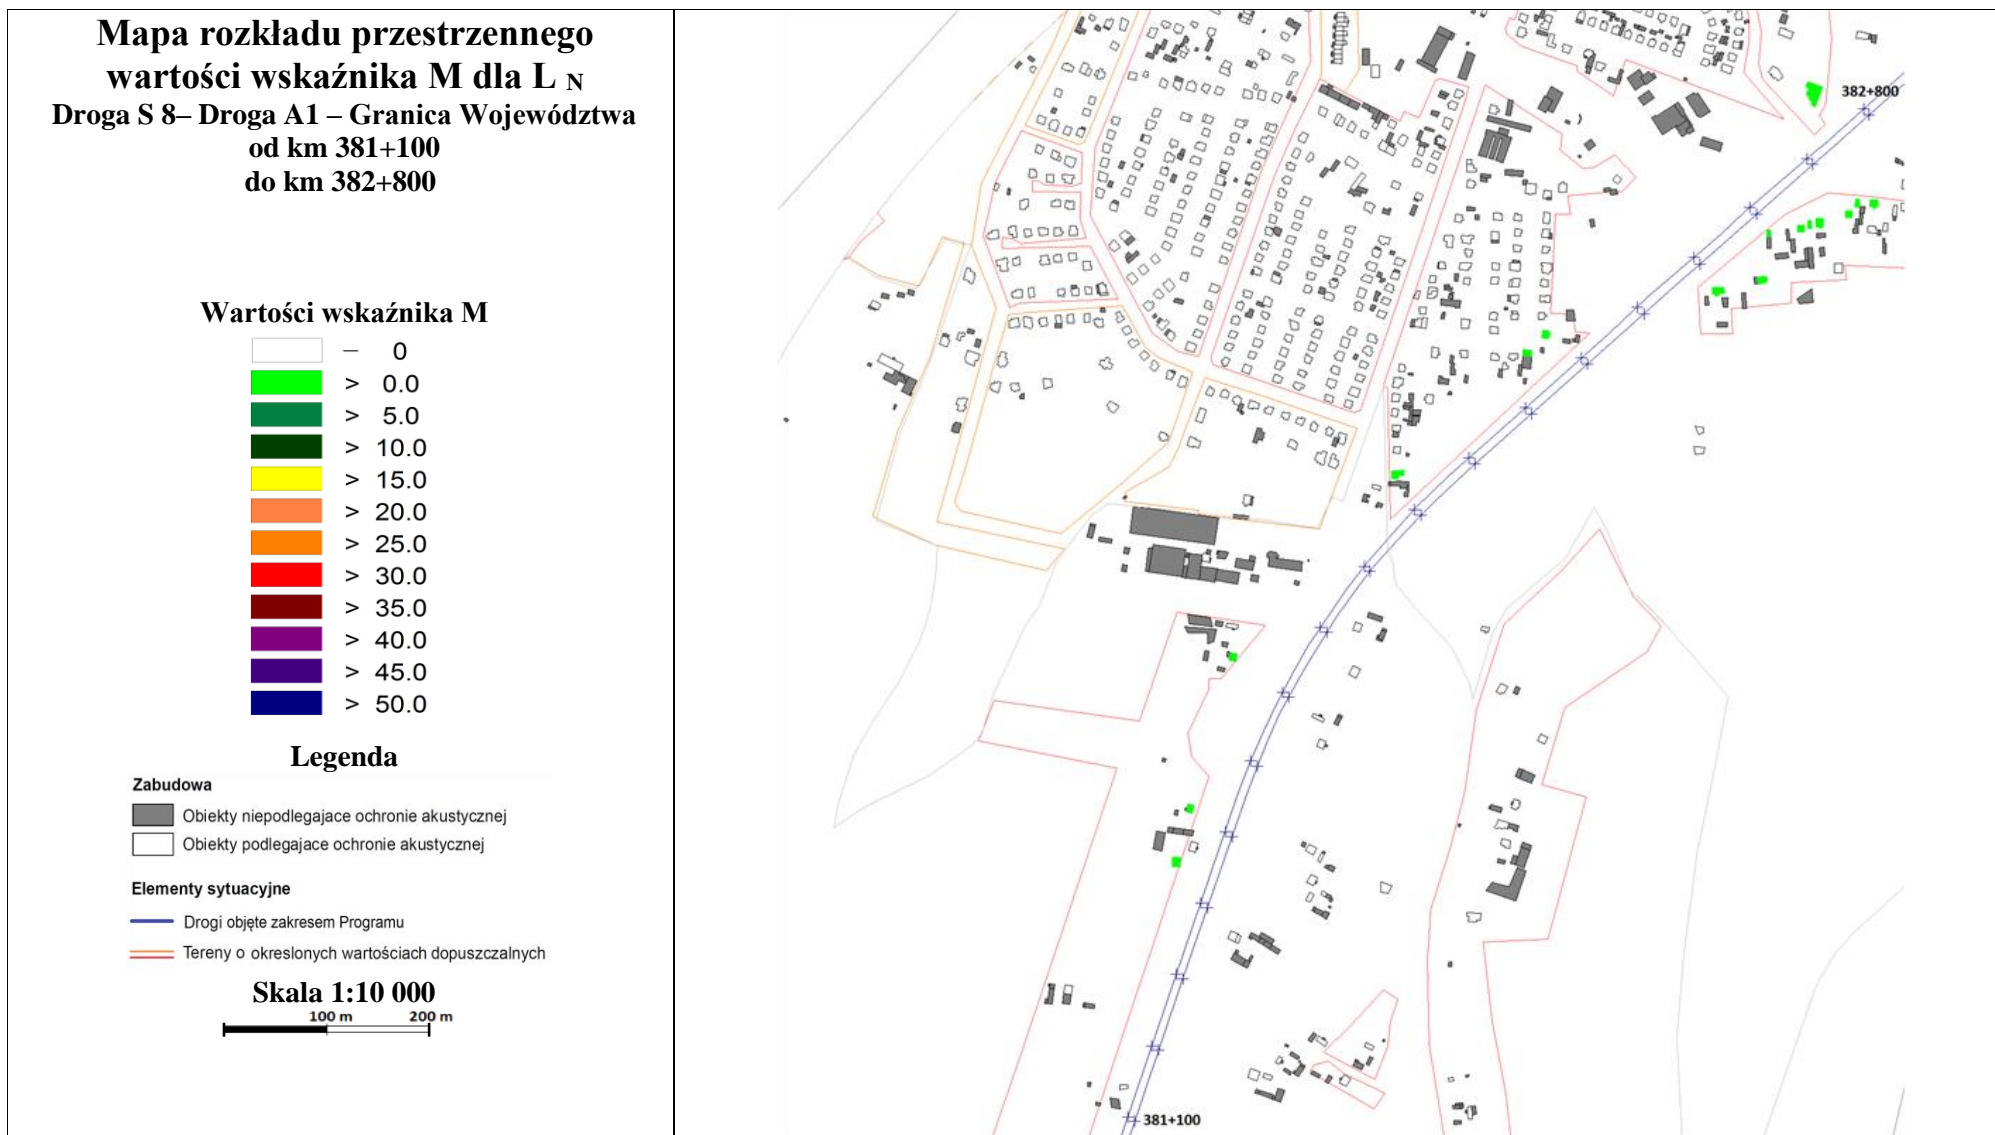 Mapa rozkładu przestrzennego
wartości wskaźnika M dla L N
Droga S 8– Droga A1 – Granica Województwa
od km 381+100
do km 382+800
Wartości wskaźnika M
– 0
> 0.0
> 5.0
> 10.0
> 15.0
> 20.0
> 25.0
> 30.0
> 35.0
> 40.0
> 45.0
> 50.0
Legenda
Zabudowa
Obiekty niepodlegajace ochronie akustycznej
Obiekty podlegajace ochronie akustycznej
Elementy sytuacyjne
Drogi objęte zakresem Programu
Tereny o okreslonych wartościach dopuszczalnych
Skala 1:10 000
100 m 200 m
382+800
381+100